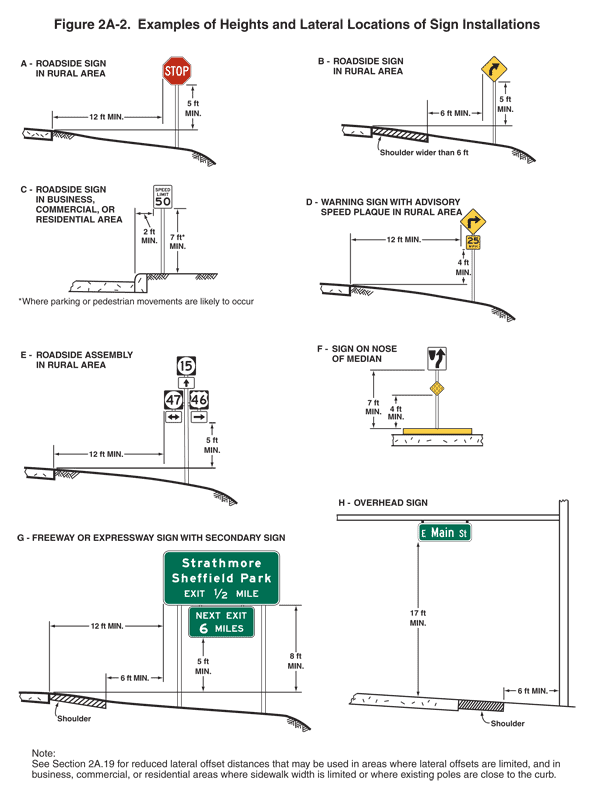 Figure 2A-2. Examples of Heights and Lateral Locations of Sign Installations
A - ROADSIDE SIGN
IN RURAL AREA
STOP
12 ft MIN.
5 ft
MIN.
B - ROADSIDE SIGN
IN RURAL AREA
6 ft MIN.
5 ft
MIN.
Shoulder wider than 6 ft
C - ROADSIDE SIGN
IN BUSINESS,
COMMERCIAL, OR
RESIDENTIAL AREA
SPEED
LIMIT
50
2 ft
MIN.
7 ft*
MIN.
*Where parking or pedestrian movements are likely to occur
D - WARNING SIGN WITH ADVISORY
SPEED PLAQUE IN RURAL AREA
12 ft MIN.
25
MPH
4 ft
MIN.
E - ROADSIDE ASSEMBLY
IN RURAL AREA
15
47 46
12 ft MIN.
5 ft
MIN.
F - SIGN ON NOSE
OF MEDIAN
7 ft
MIN.
4 ft
MIN.
G - FREEWAY OR EXPRESSWAY SIGN WITH SECONDARY SIGN
Strathmore
Sheffield Park
EXIT 1/2 MILE
NEXT EXIT
6 MILES
12 ft MIN.
6 ft MIN.
5 ft
MIN.
8 ft
MIN.
Shoulder
H - OVERHEAD SIGN
E Main St
17 ft
MIN.
6 ft MIN.
Shoulder
Note:
See Section 2A.19 for reduced lateral offset distances that may be used in areas where lateral offsets are limited, and in
business, commercial, or residential areas where sidewalk width is limited or where existing poles are close to the curb.